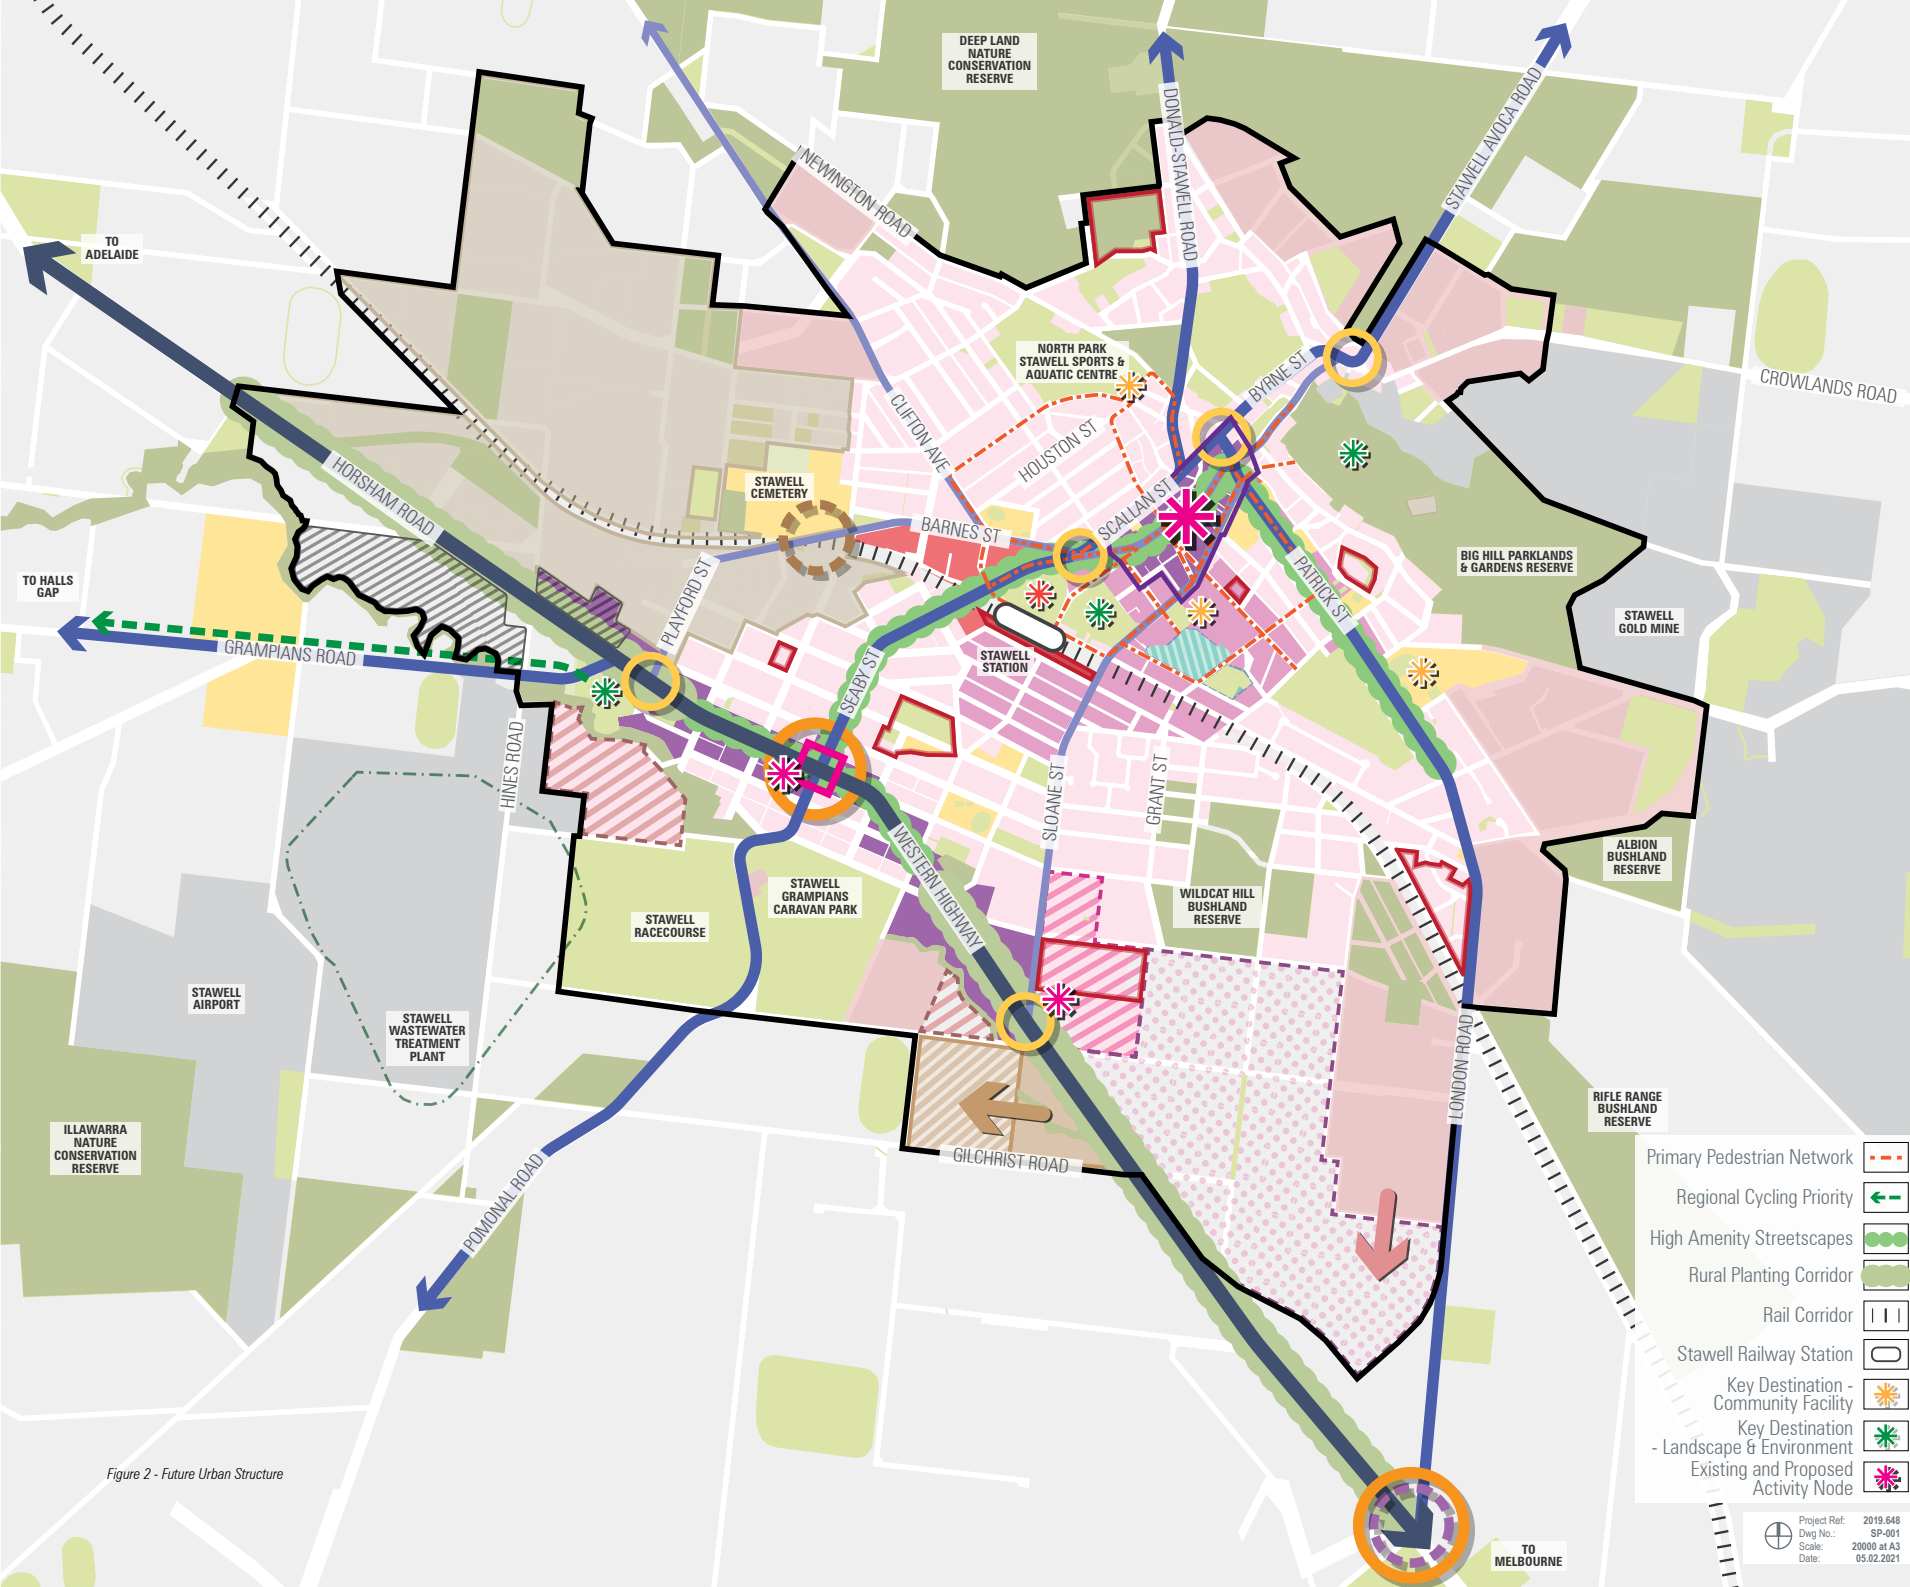 DEEP LAND
NATURE
CONSERVATION
RESERVE
DONALD-STAWELL ROAD
STAWELL AVOCA ROAD
NEWINGTON ROAD
TO
ADELAIDE
NORTH PARK
STAWELL SPORTS &
AQUATIC CENTRE
BYRNE ST
CROWLANDS ROAD
CLIFTON AVE
HOUSTON ST
HORSHAM ROAD
STAWELL
CEMETERY
SCALLAN ST
BARNES ST
BIG HILL PARKLANDS
& GARDENS RESERVE
PATRICK ST
TO HALLS
GAP
PLAYFORD ST
STAWELL
GOLD MINE
GRAMPIANS ROAD
STAWELL
STATION
SEABY ST
HINES ROAD
SLOANE ST
GRANT ST
WESTERN HIGHWAY
ALBION
BUSHLAND
RESERVE
STAWELL
GRAMPIANS
CARAVAN PARK
WILDCAT HILL
BUSHLAND
RESERVE
STAWELL
RACECOURSE
STAWELL
AIRPORT
STAWELL
WASTEWATER
TREATMENT
PLANT
LONDON ROAD
RIFLE RANGE
BUSHLAND
RESERVE
ILLAWARRA
NATURE
CONSERVATION
RESERVE
GILCHRIST ROAD
POMONAL ROAD
Primary Pedestrian Network
Regional Cycling Priority
High Amenity Streetscapes
Rural Planting Corridor
Rail Corridor
Stawell Railway Station
Key Destination -
Community Facility
Key Destination
- Landscape & Environment
Existing and Proposed
Activity Node
Figure 2 - Future Urban Structure
TO
MELBOURNE
Project Ref: 2019.648
Dwg No.: SP-001
Scale: 20000 at A3
Date: 05.02.2021